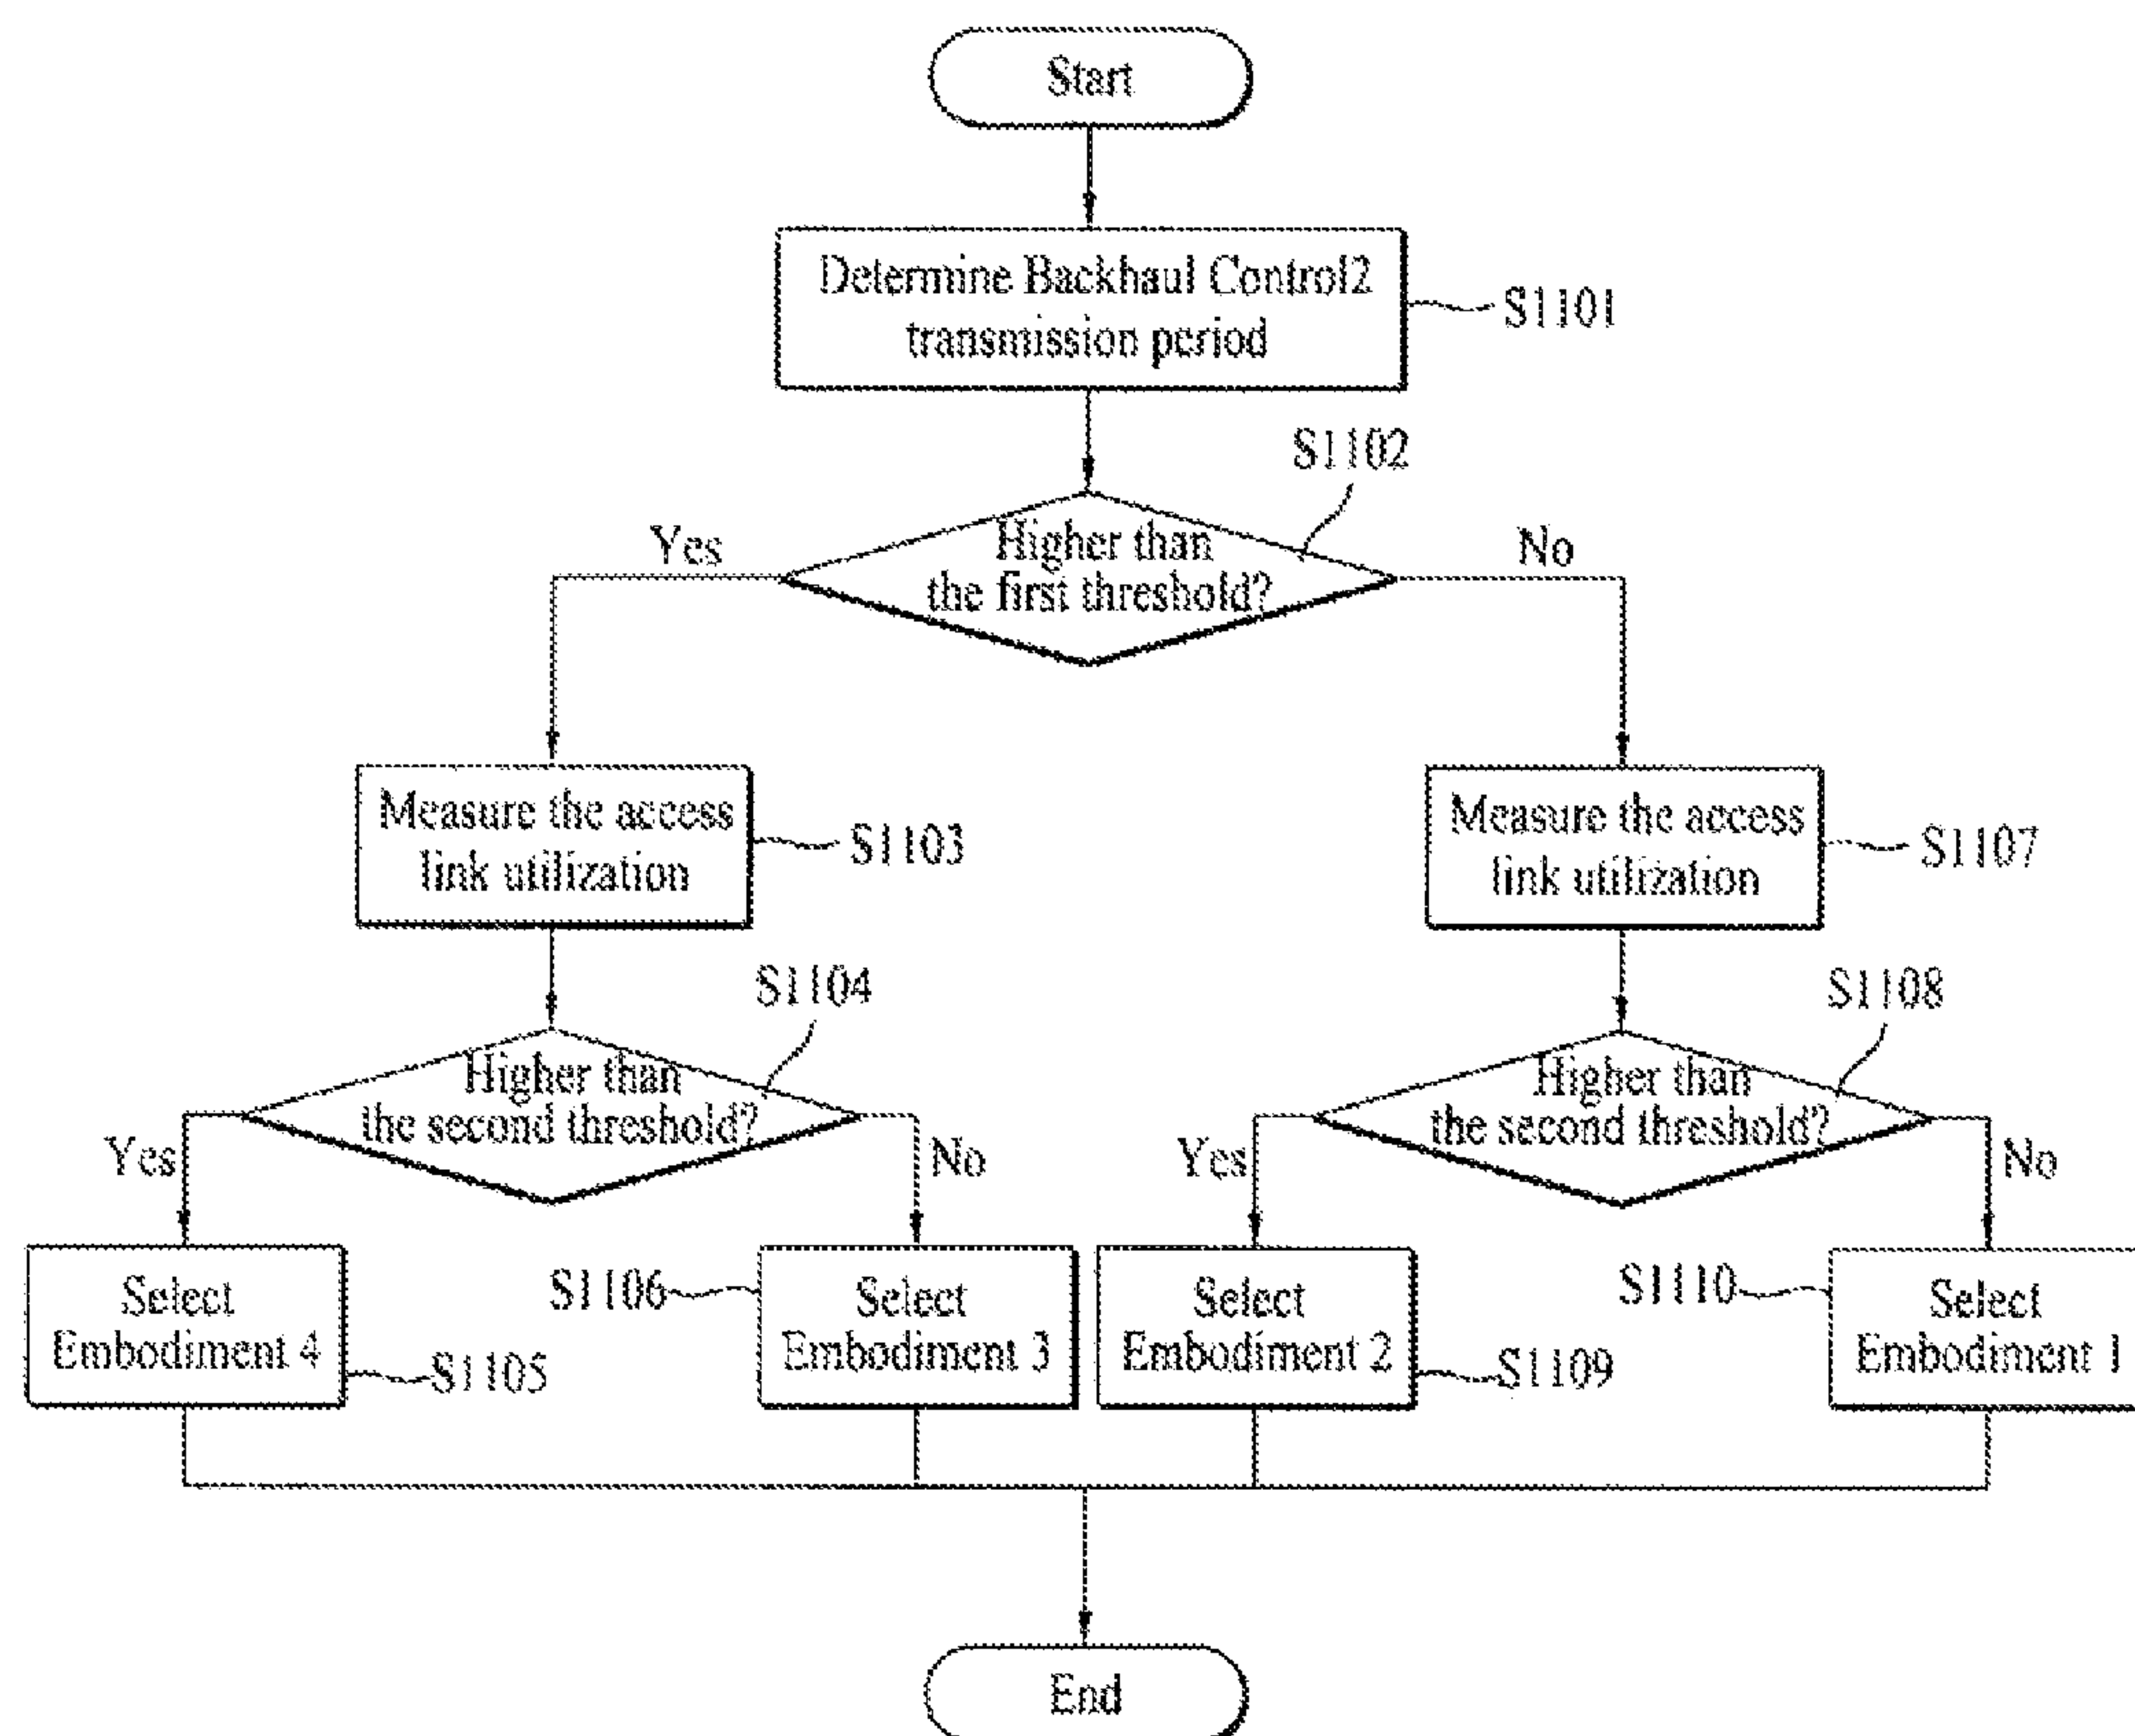 Start
Determine Backhaul Control2
transmission period
S1101
S1102
Higher than
the first threshold?
Yes
No
Measure the access
link utilization
S1103
Measure the access
link utilization
S1107
S1104
Higher than
the second threshold?
Yes
No
S1108
Higher than
the second threshold?
Yes
No
Select
Embodiment 4
S1105
S1106
Select
Embodiment 3
Select
Embodiment 2
S1109
S1110
Select
Embodiment 1
End